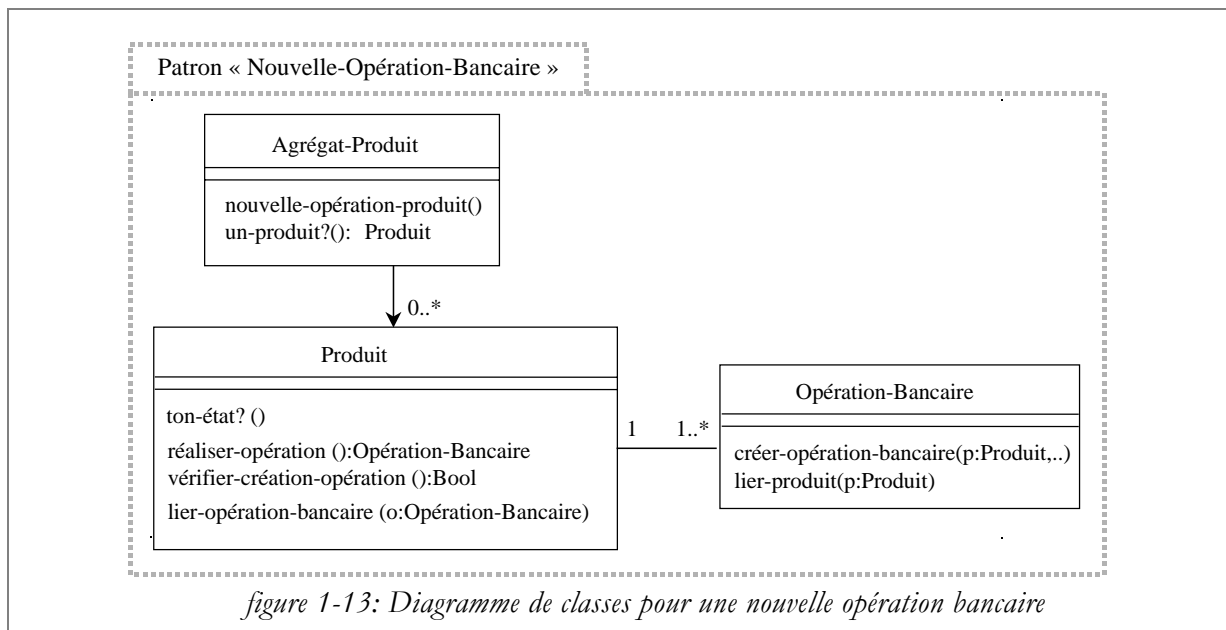 Patron « Nouvelle-Opération-Bancaire »
Agrégat-Produit
nouvelle-opération-produit()
un-produit?(): Produit
0..*
Produit
ton-état? ()
réaliser-opération ():Opération-Bancaire
vérifier-création-opération ():Bool
lier-opération-bancaire (o:Opération-Bancaire)
1 1..*
Opération-Bancaire
créer-opération-bancaire(p:Produit,..)
lier-produit(p:Produit)
figure 1-13: Diagramme de classes pour une nouvelle opération bancaire